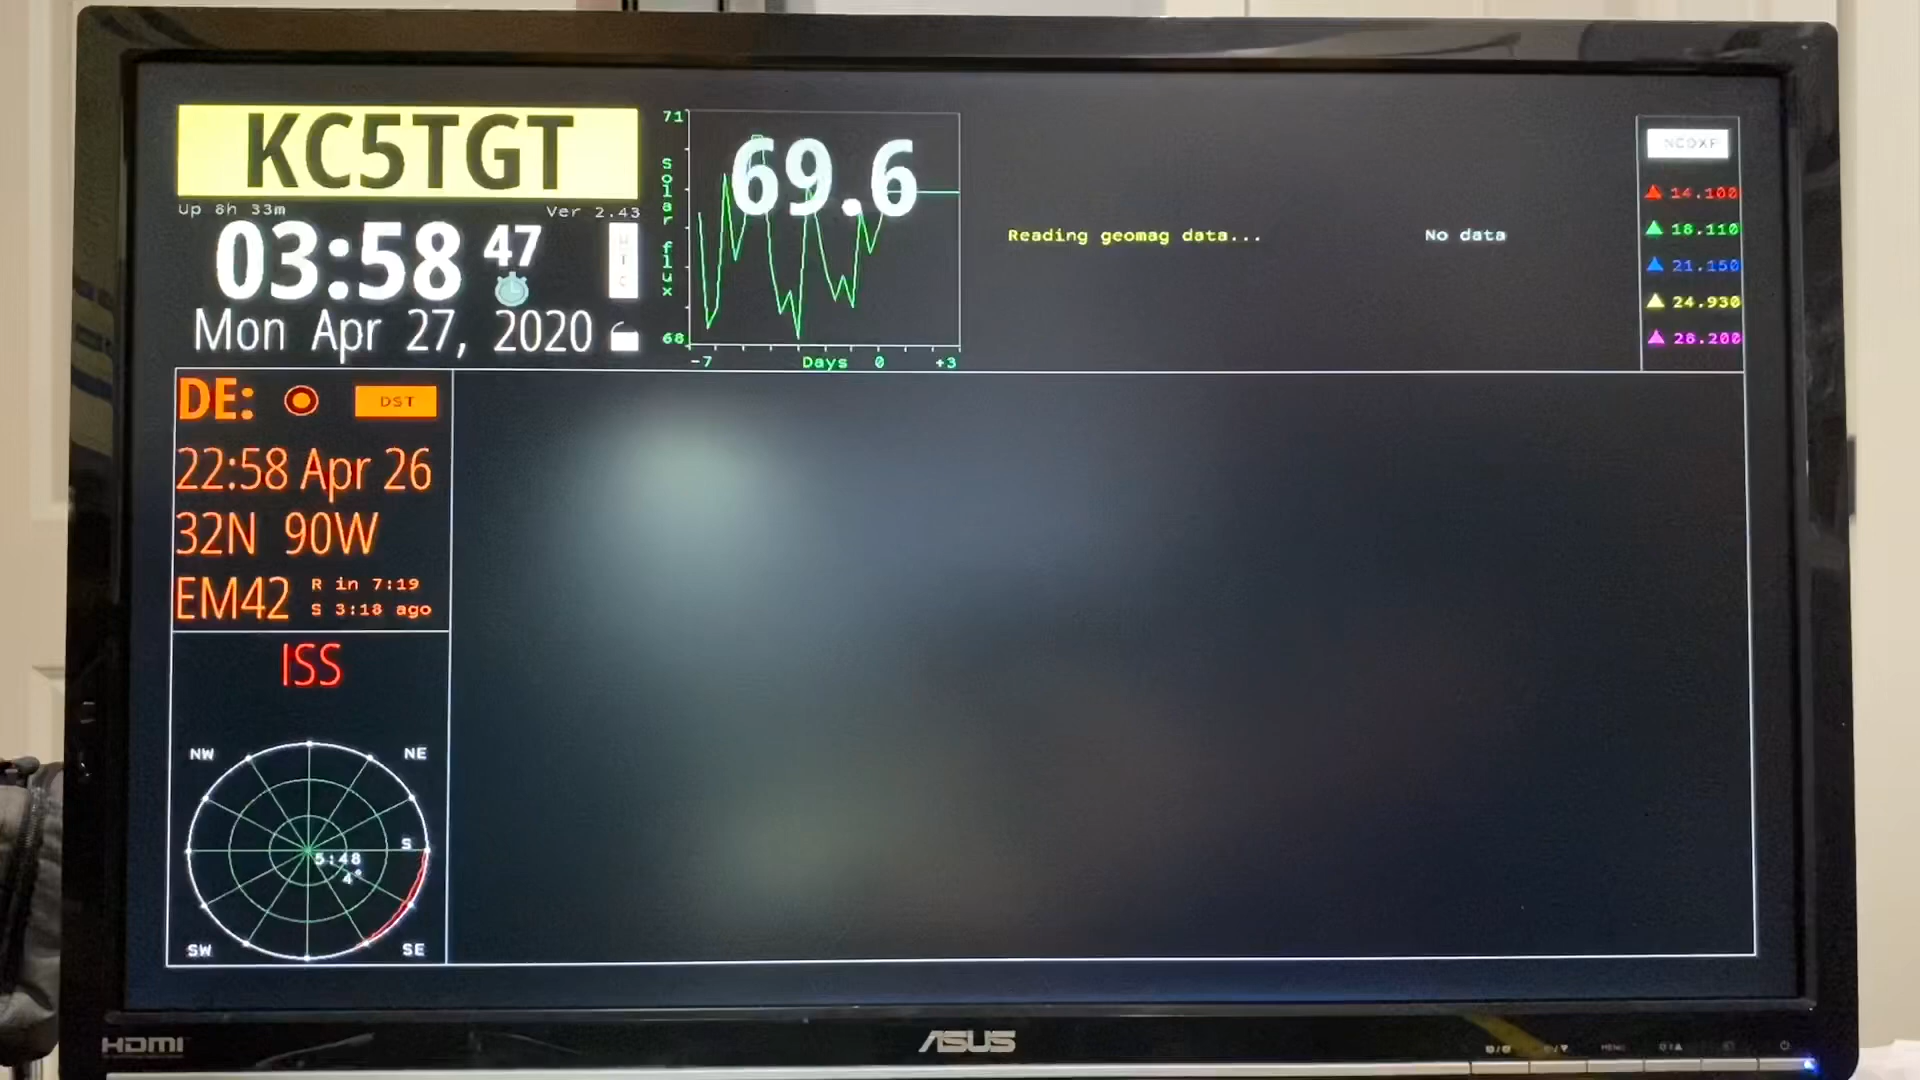 KC5TGT
Up 8h 33m
Ver 2.43
03:58 47
UTC
Mon Apr 27, 2020
71
Solar flux
69.6
68
-7 Days 0 +3
Reading geomag data...
No data
NCDXF
14.100
18.110
21.150
24.930
28.200
DE:
DST
22:58 Apr 26
32N 90W
EM42
R in 7:19
S 3:18 ago
ISS
NW
NE
S
5:48
4°
SW
SE
HDMI
ASUS
MENU